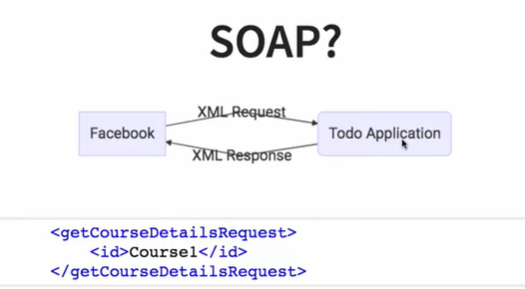 SOAP?
XML Request
Facebook
Todo Application
XML Response
<getCourseDetailsRequest>
<id>Course1</id>
</getCourseDetailsRequest>